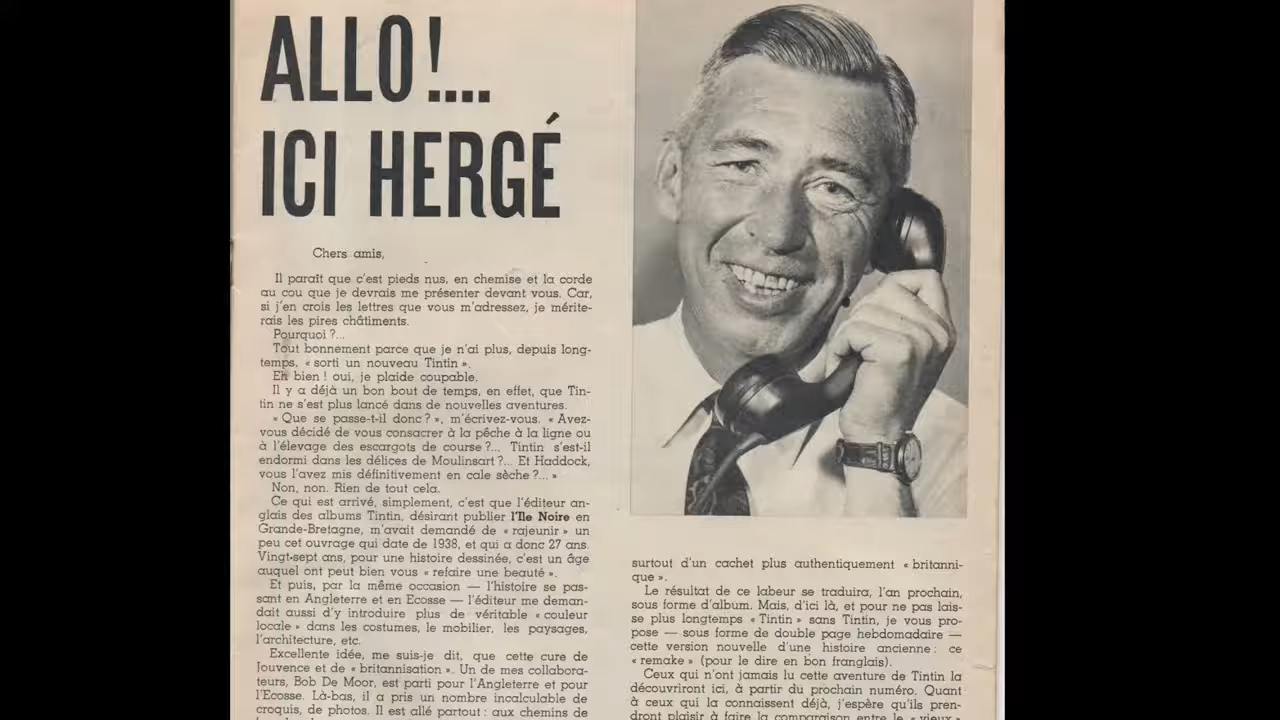 ALLO!....
ICI HERGÉ
Chers amis,
Il paraît que c'est pieds nus, en chemise et la corde
au cou que je devrais me présenter devant vous. Car,
si j'en crois les lettres que vous m'adressez, je mérite-
rais les pires châtiments.
Pourquoi ?...
Tout bonnement parce que je n'ai plus, depuis long-
temps, « sorti un nouveau Tintin ».
Eh bien ! oui, je plaide coupable.
Il y a déjà un bon bout de temps, en effet, que Tin-
tin ne s'est plus lancé dans de nouvelles aventures.
« Que se passe-t-il donc ? », m'écrivez-vous. « Avez-
vous décidé de vous consacrer à la pêche à la ligne ou
à l'élevage des escargots de course ?... Tintin s'est-il
endormi dans les délices de Moulinsart ?... Et Haddock,
vous l'avez mis définitivement en cale sèche ?... »
Non, non. Rien de tout cela.
Ce qui est arrivé, simplement, c'est que l'éditeur an-
glais des albums Tintin, désirant publier l'Ile Noire en
Grande-Bretagne, m'avait demandé de « rajeunir » un
peu cet ouvrage qui date de 1938, et qui a donc 27 ans.
Vingt-sept ans, pour une histoire dessinée, c'est un âge
auquel ont peut bien vous « refaire une beauté ».
Et puis, par la même occasion — l'histoire se pas-
sant en Angleterre et en Ecosse — l'éditeur me deman-
dait aussi d'y introduire plus de véritable « couleur
locale » dans les costumes, le mobilier, les paysages,
l'architecture, etc.
Excellente idée, me suis-je dit, que cette cure de
Jouvence et de « britannisation ». Un de mes collabora-
teurs, Bob De Moor, est parti pour l'Angleterre et pour
l'Ecosse. Là-bas, il a pris un nombre incalculable de
croquis, de photos. Il est allé partout : aux chemins de
surtout d'un cachet plus authentiquement « britanni-
que ».
Le résultat de ce labeur se traduira, l'an prochain,
sous forme d'album. Mais, d'ici là, et pour ne pas lais-
se plus longtemps « Tintin » sans Tintin, je vous pro-
pose — sous forme de double page hebdomadaire —
cette version nouvelle d'une histoire ancienne : ce
« remake » (pour le dire en bon franglais).
Ceux qui n'ont jamais lu cette aventure de Tintin la
découvriront ici, à partir du prochain numéro. Quant
à ceux qui la connaissent déjà, j'espère qu'ils pren-
dront plaisir à faire la comparaison entre le « vieux »